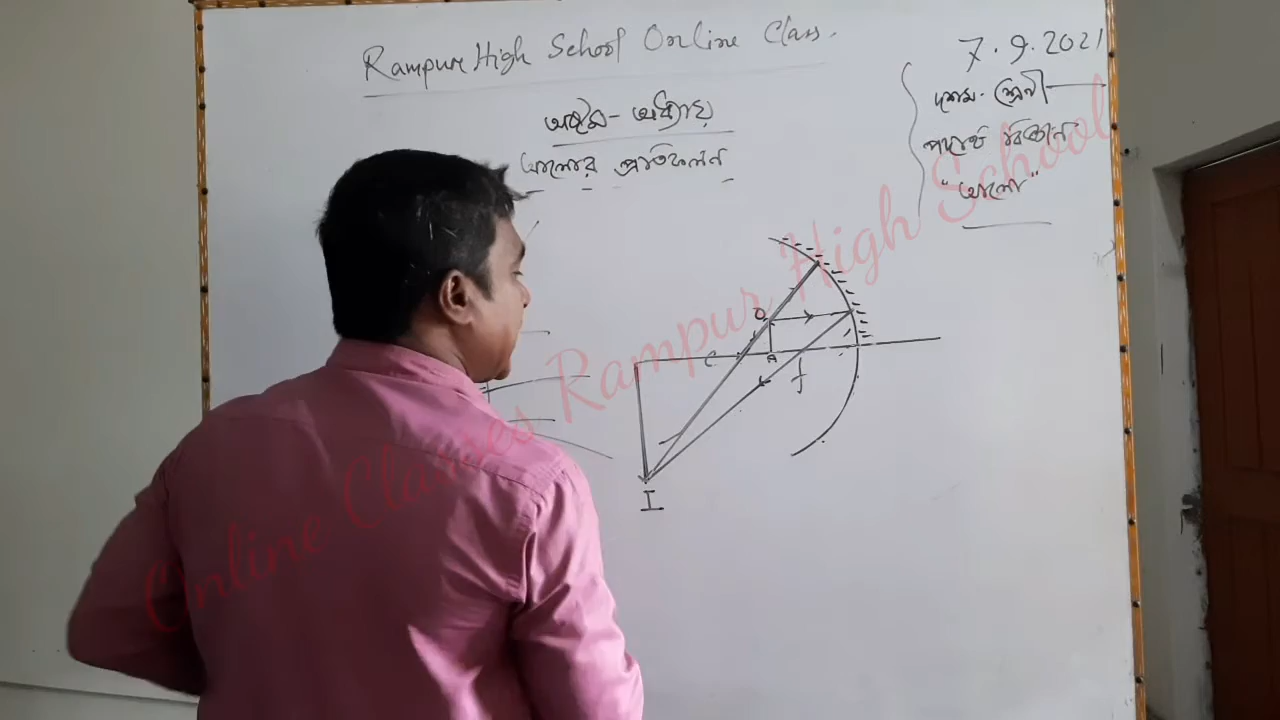 Rampur High School Online Class.
7.9.2021
দশম - শ্রেণী
পদার্থ বিজ্ঞান
"আলো"
অষ্টম - অধ্যায়
আলোর প্রতিফলন
O
C
A
f
I
Online Classes Rampur High School